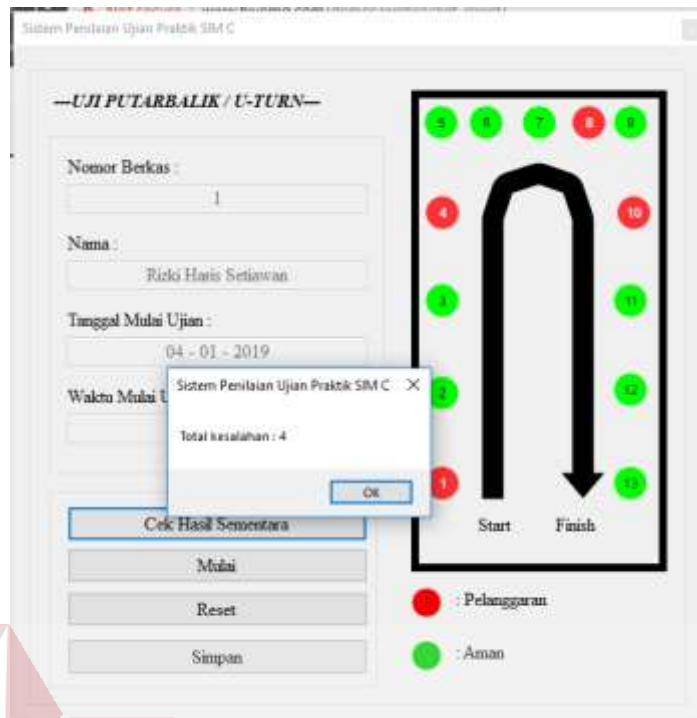 Sistem Penilaian Ujian Praktik SIM C
---UJI PUTARBALIK / U-TURN---
Nomor Berkas :
1
Nama :
Rizki Haris Setiawan
Tanggal Mulai Ujian :
04 - 01 - 2019
Waktu Mulai U
Sistem Penilaian Ujian Praktik SIM C
Total kesalahan : 4
OK
Cek Hasil Sementara
Mulai
Reset
Simpan
5 6 7 8 9
4 10
3 11
2 12
1 13
Start Finish
: Pelanggaran
: Aman